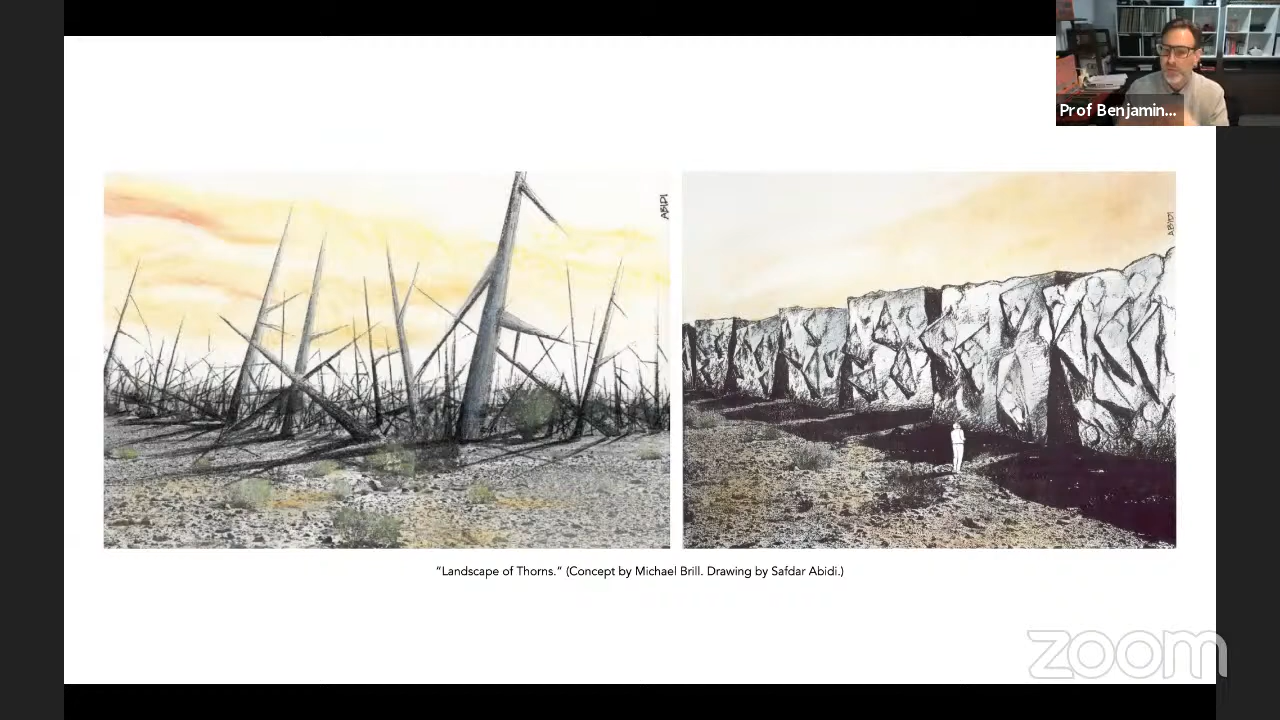 Prof Benjamin...
ABIDI
ABIDI
"Landscape of Thorns." (Concept by Michael Brill. Drawing by Safdar Abidi.)
zoom